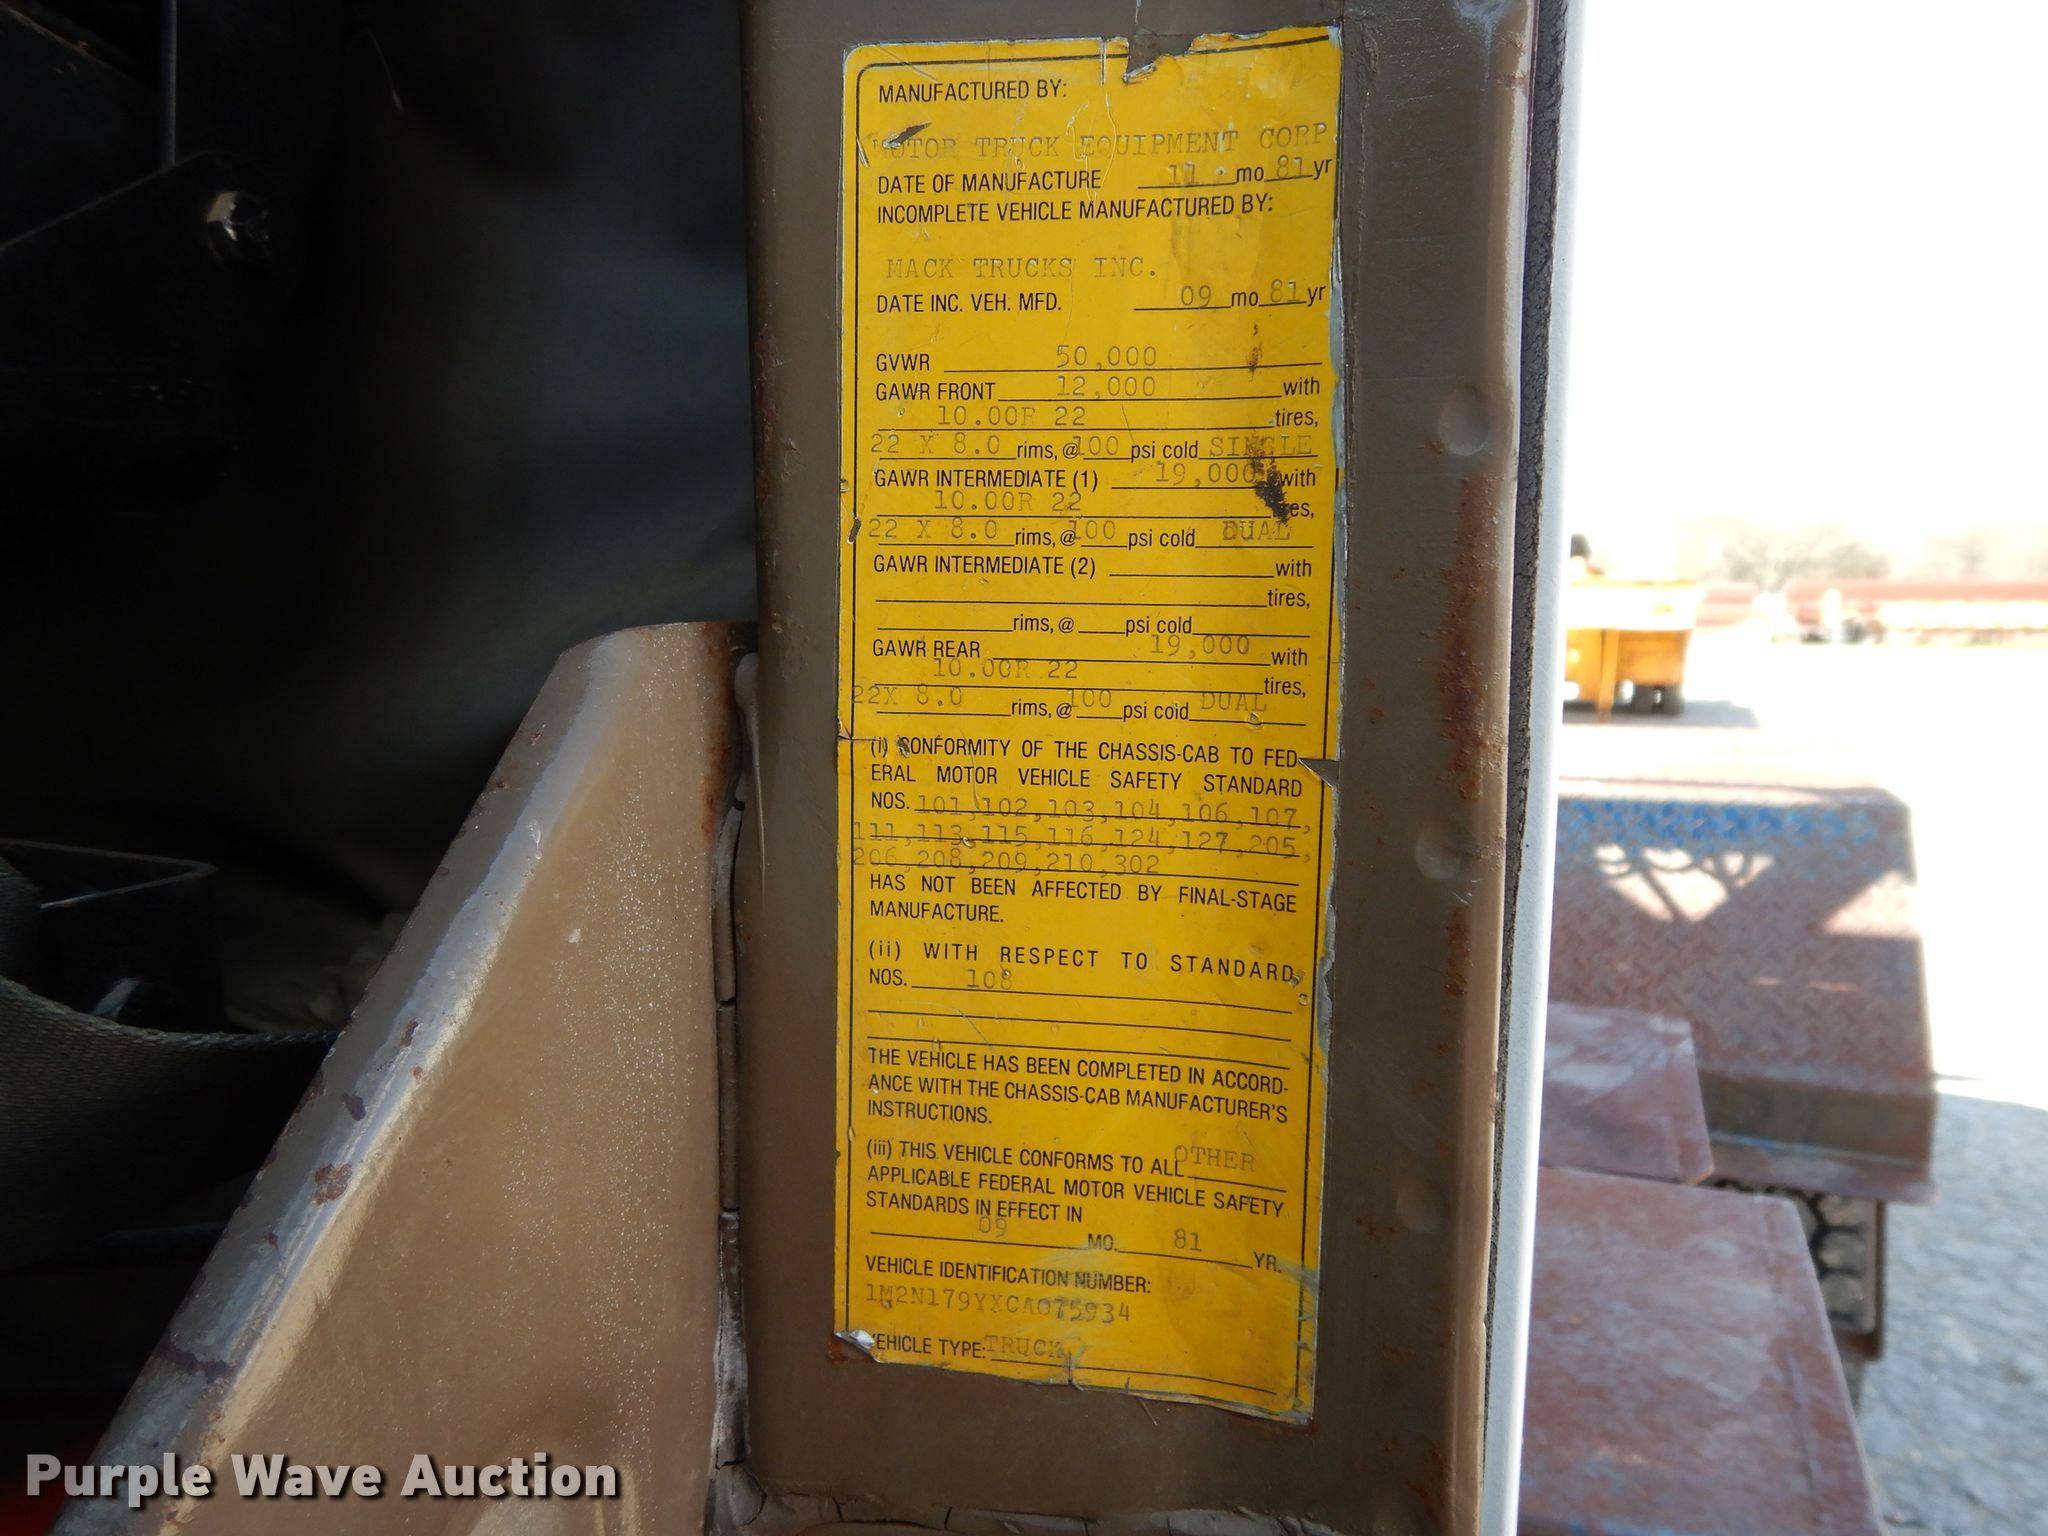 MANUFACTURED BY:
MOTOR TRUCK EQUIPMENT CORP
DATE OF MANUFACTURE 11 mo 81 yr
INCOMPLETE VEHICLE MANUFACTURED BY:
MACK TRUCKS INC.
DATE INC. VEH. MFD. 09 mo 81 yr
GVWR 50,000
GAWR FRONT 12,000 with
10.00R 22 tires,
22 X 8.0 rims, @ 100 psi cold SINGLE
GAWR INTERMEDIATE (1) 19,000 with
10.00R 22 tires,
22 X 8.0 rims, @ 100 psi cold DUAL
GAWR INTERMEDIATE (2) with
tires,
rims, @ psi cold
GAWR REAR 19,000 with
10.00R 22 tires,
22X 8.0 rims, @ 100 psi cold DUAL
(i) CONFORMITY OF THE CHASSIS-CAB TO FED
ERAL MOTOR VEHICLE SAFETY STANDARD
NOS. 101,102,103,104,106,107,
111,113,115,116,124,127,205,
206,208,209,210,302
HAS NOT BEEN AFFECTED BY FINAL-STAGE
MANUFACTURE.
(ii) WITH RESPECT TO STANDARD
NOS. 108
THE VEHICLE HAS BEEN COMPLETED IN ACCORD-
ANCE WITH THE CHASSIS-CAB MANUFACTURER'S
INSTRUCTIONS.
(iii) THIS VEHICLE CONFORMS TO ALL OTHER
APPLICABLE FEDERAL MOTOR VEHICLE SAFETY
STANDARDS IN EFFECT IN
09 MO. 81 YR.
VEHICLE IDENTIFICATION NUMBER:
1M2N179YXCA075934
VEHICLE TYPE: TRUCK
Purple Wave Auction